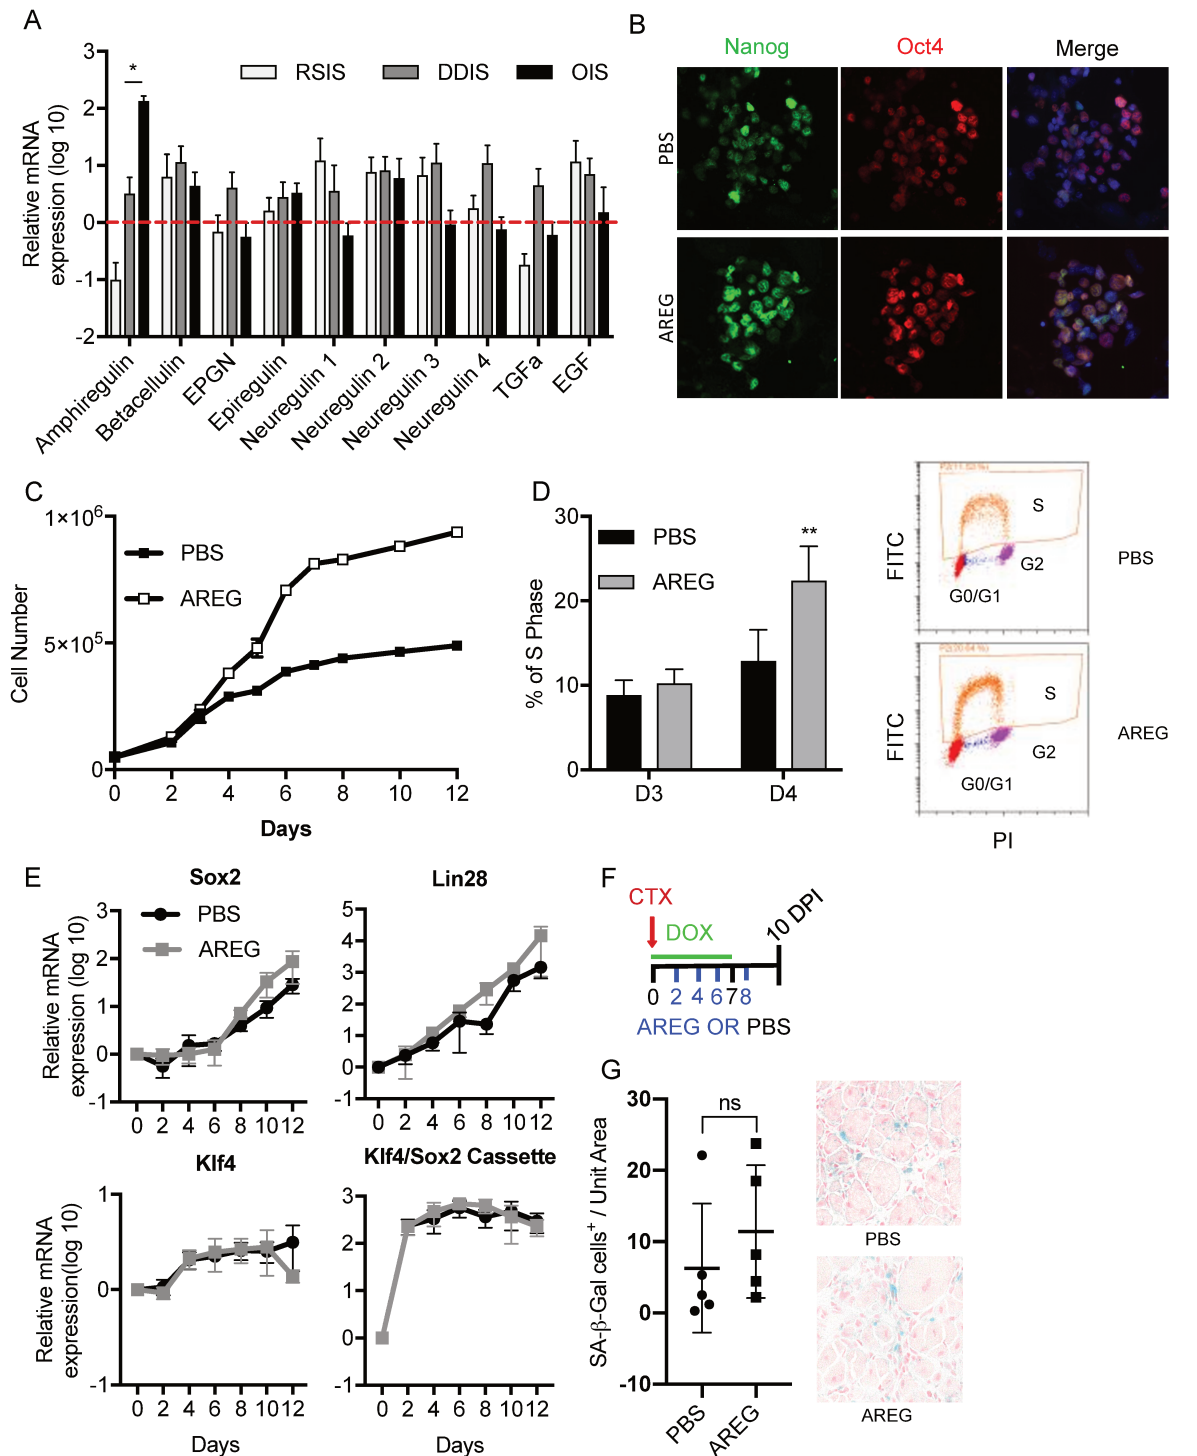 A
3
2
1
0
-1
-2
Relative mRNA
expression (log 10)
*
RSIS
DDIS
OIS
Amphiregulin
Betacellulin
EPGN
Epiregulin
Neuregulin 1
Neuregulin 2
Neuregulin 3
Neuregulin 4
TGFa
EGF
B
Nanog
Oct4
Merge
PBS
AREG
C
1×10⁶
5×10⁵
0
Cell Number
PBS
AREG
0 2 4 6 8 10 12
Days
D
30
20
10
0
% of S Phase
PBS
AREG
**
D3
D4
S
G2
G0/G1
FITC
PBS
S
G2
G0/G1
FITC
AREG
PI
E
Sox2
3
2
1
0
-1
Relative mRNA
expression (log 10)
PBS
AREG
0 2 4 6 8 10 12
Lin28
5
4
3
2
1
0
-1
0 2 4 6 8 10 12
Klf4
1
0
-1
Relative mRNA
expression(log 10)
0 2 4 6 8 10 12
Days
Klf4/Sox2 Cassette
3
2
1
0
-1
0 2 4 6 8 10 12
Days
F
CTX
DOX
10 DPI
0 2 4 6 7 8
AREG OR PBS
G
30
20
10
0
-10
SA-β-Gal cells⁺ / Unit Area
ns
PBS
AREG
PBS
AREG